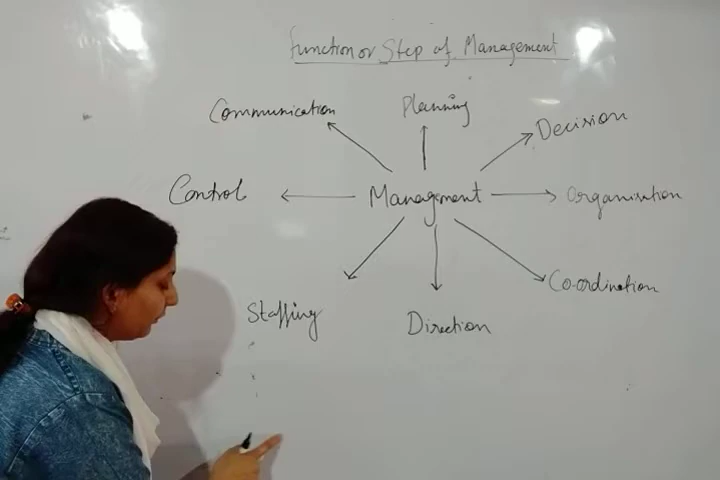 Function or Step of Management
Communication
Planning
Decision
Control
Management
Organisation
Co-ordination
Staffing
Direction